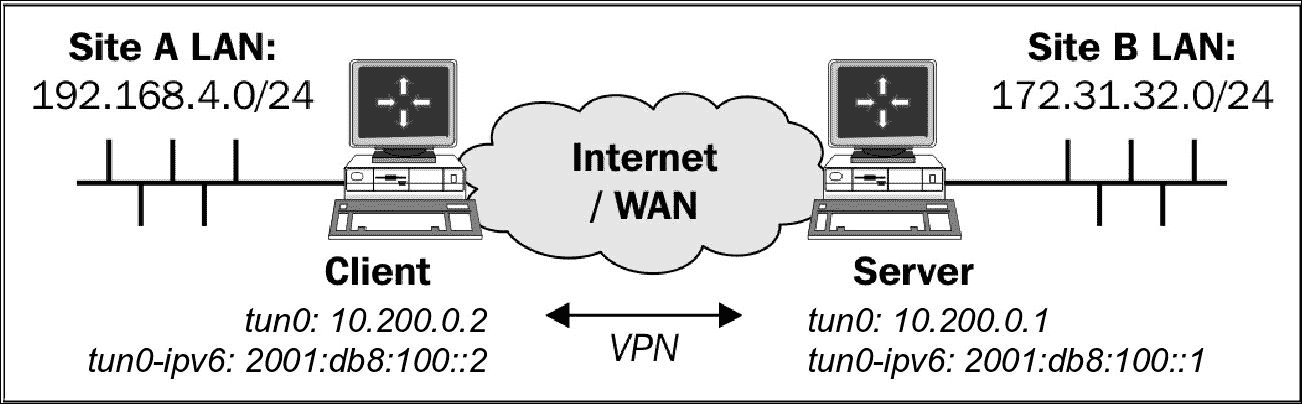 Site A LAN:
192.168.4.0/24
Site B LAN:
172.31.32.0/24
Internet
/ WAN
Client
tun0: 10.200.0.2
tun0-ipv6: 2001:db8:100::2
VPN
Server
tun0: 10.200.0.1
tun0-ipv6: 2001:db8:100::1